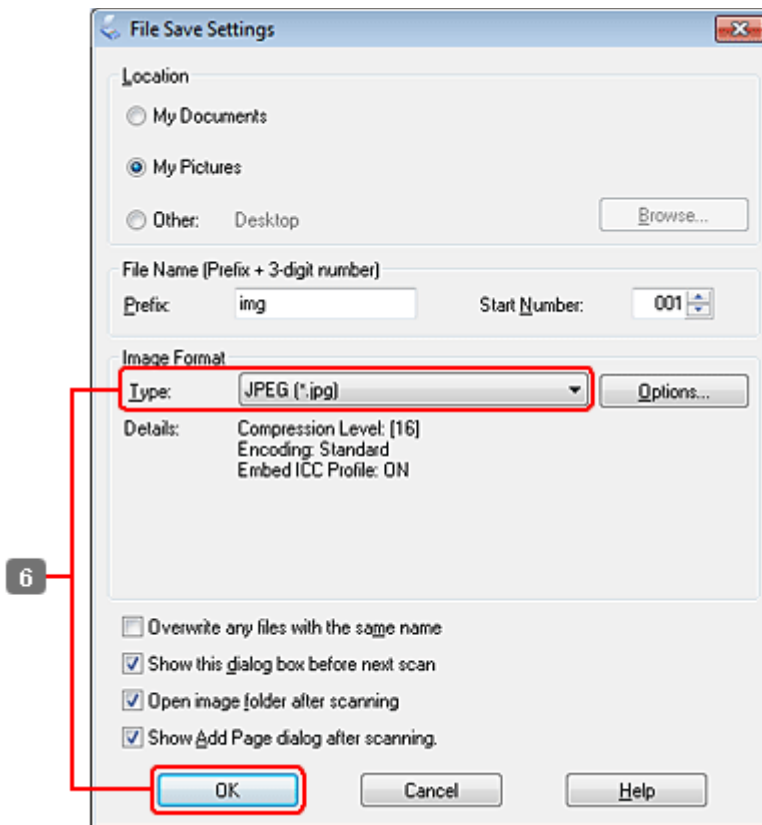 File Save Settings
Location
My Documents
My Pictures
Other: Desktop Browse...
File Name (Prefix + 3-digit number)
Prefix: img Start Number: 001
Image Format
Type: JPEG (*.jpg) Options...
Details: Compression Level: [16]
Encoding: Standard
Embed ICC Profile: ON
6
Overwrite any files with the same name
Show this dialog box before next scan
Open image folder after scanning
Show Add Page dialog after scanning.
OK Cancel Help